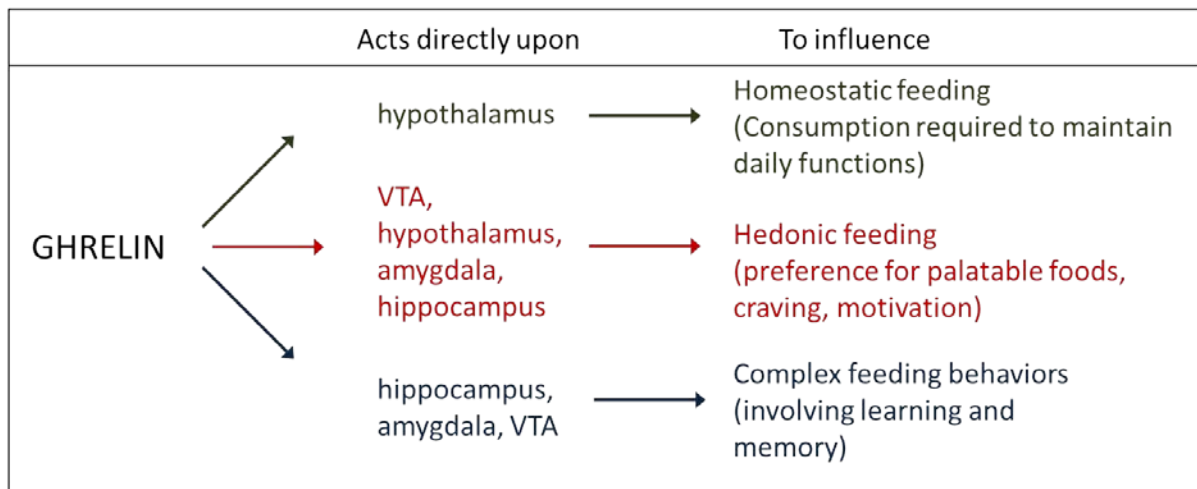 Acts directly upon
To influence
GHRELIN
hypothalamus
Homeostatic feeding
(Consumption required to maintain
daily functions)
VTA,
hypothalamus,
amygdala,
hippocampus
Hedonic feeding
(preference for palatable foods,
craving, motivation)
hippocampus,
amygdala, VTA
Complex feeding behaviors
(involving learning and
memory)